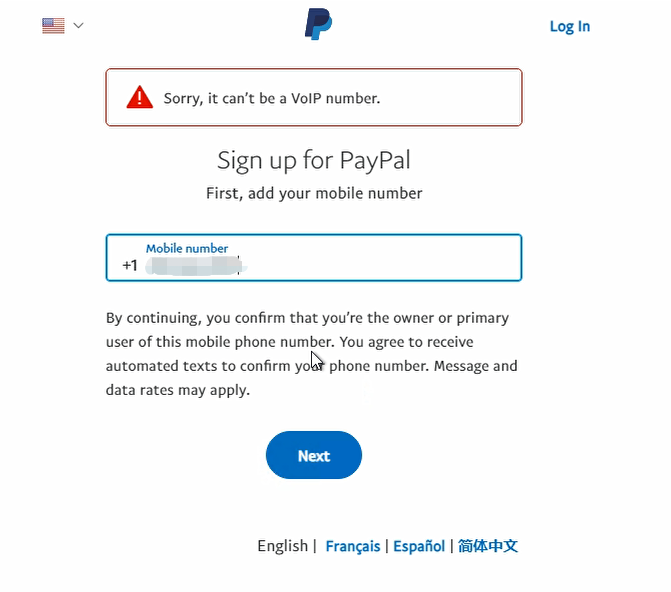 Log In
Sorry, it can't be a VoIP number.
Sign up for PayPal
First, add your mobile number
Mobile number
+1
By continuing, you confirm that you're the owner or primary
user of this mobile phone number. You agree to receive
automated texts to confirm your phone number. Message and
data rates may apply.
Next
English | Français | Español | 简体中文